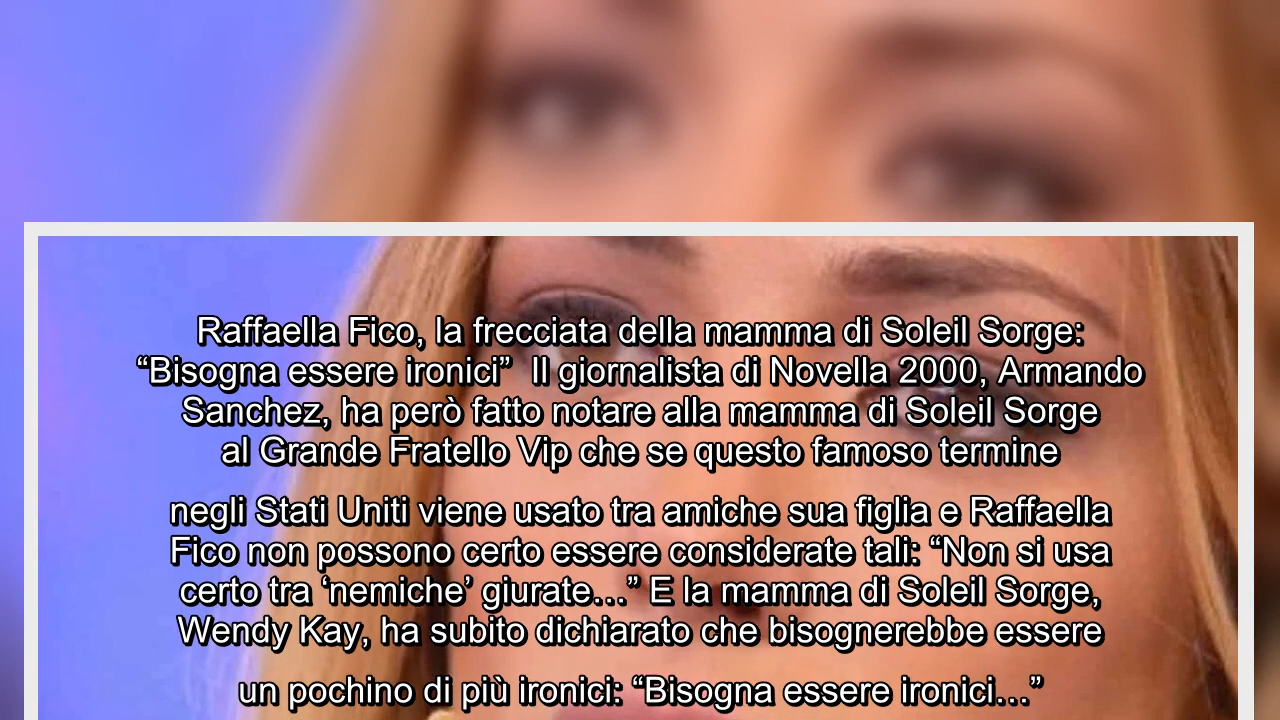 Raffaella Fico, la frecciata della mamma di Soleil Sorge:
“Bisogna essere ironici”  Il giornalista di Novella 2000, Armando
Sanchez, ha però fatto notare alla mamma di Soleil Sorge
al Grande Fratello Vip che se questo famoso termine
negli Stati Uniti viene usato tra amiche sua figlia e Raffaella
Fico non possono certo essere considerate tali: “Non si usa
certo tra ‘nemiche’ giurate…” E la mamma di Soleil Sorge,
Wendy Kay, ha subito dichiarato che bisognerebbe essere
un pochino di più ironici: “Bisogna essere ironici…”